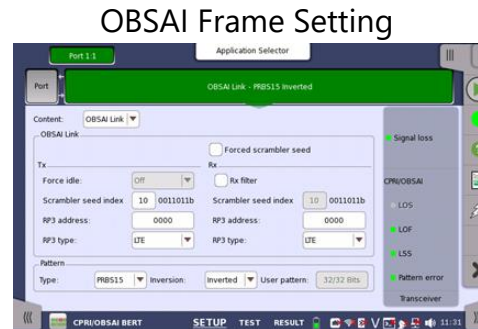 OBSAI Frame Setting
Port 1:1
Application Selector
Port
OBSAI Link - PRBS15 Inverted
Content: OBSAI Link
OBSAI Link
Signal loss
Forced scrambler seed
Tx Rx
Force idle: Off Rx filter
CPRI/OBSAI
Scrambler seed index 10 0011011b Scrambler seed index 10 0011011b
LOS
RP3 address: 0000 RP3 address: 0000
LOF
RP3 type: LTE RP3 type: LTE
LSS
Pattern
Type: PRBS15 Inversion: Inverted User pattern: 32/32 Bits
Pattern error
Transceiver
CPRI/OBSAI BERT SETUP TEST RESULT 11:31